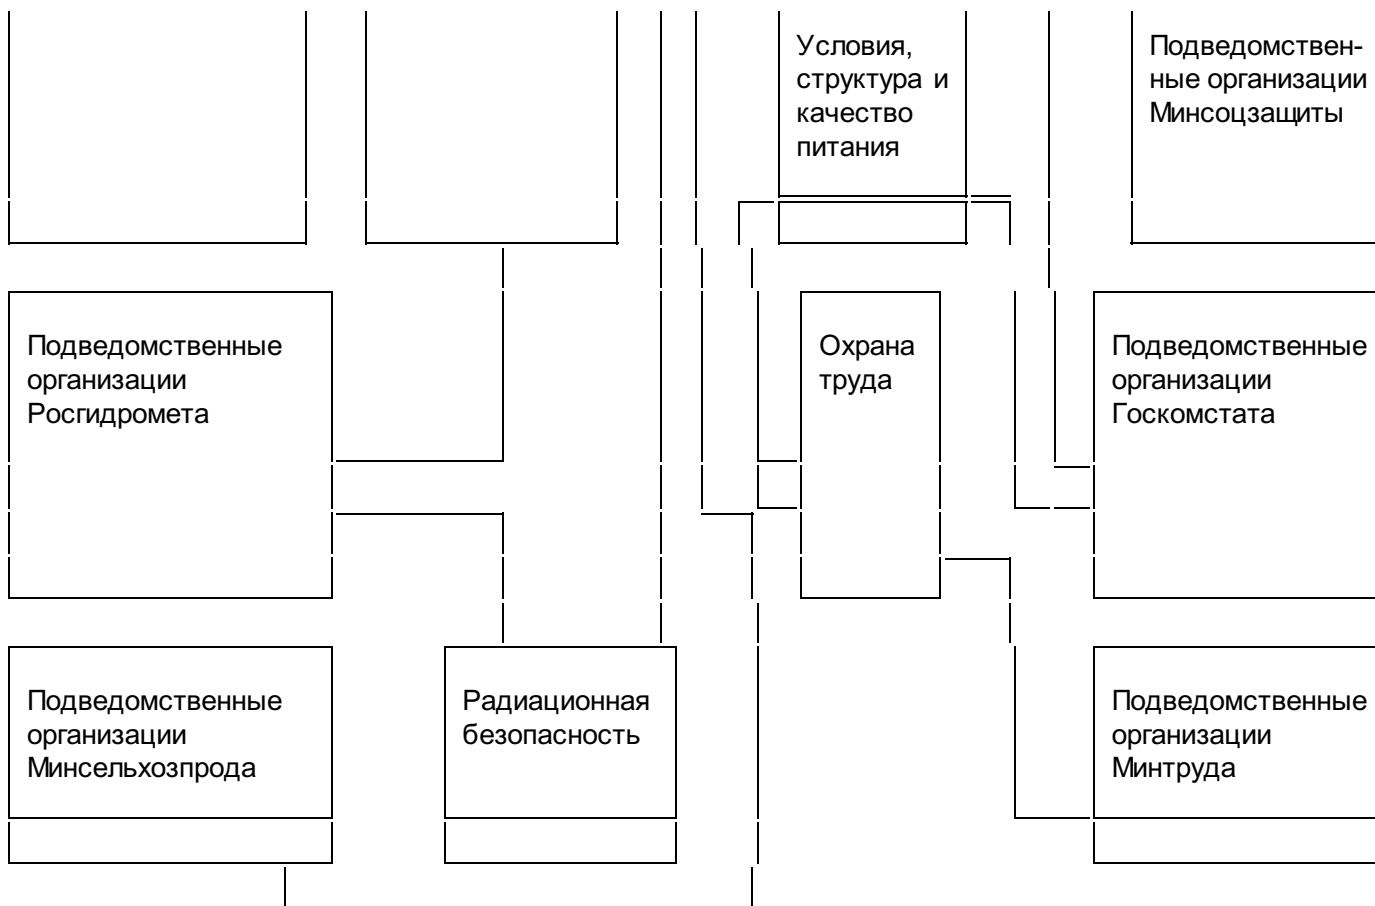 Условия,
структура и
качество
питания
Подведомствен-
ные организации
Минсоцзащиты
Подведомственные
организации
Росгидромета
Охрана
труда
Подведомственные
организации
Госкомстата
Подведомственные
организации
Минсельхозпрода
Радиационная
безопасность
Подведомственные
организации
Минтруда